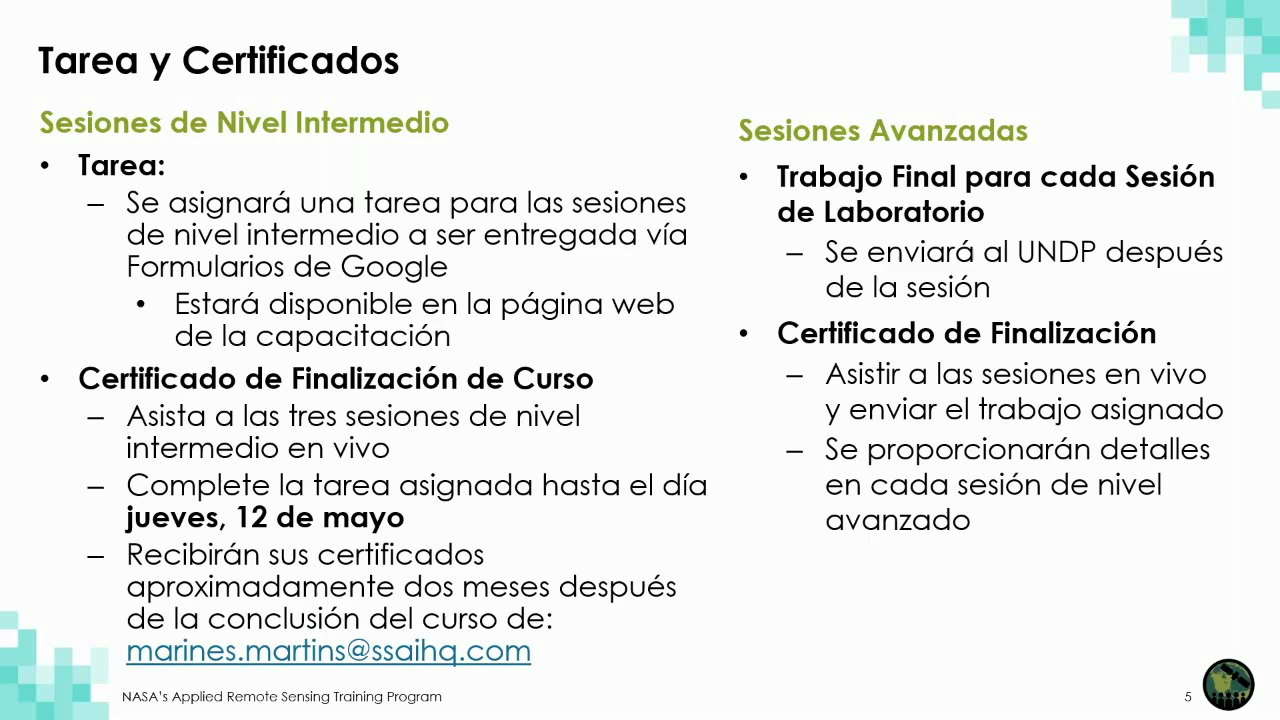 Tarea y Certificados
Sesiones de Nivel Intermedio
• Tarea:
– Se asignará una tarea para las sesiones
de nivel intermedio a ser entregada vía
Formularios de Google
• Estará disponible en la página web
de la capacitación
• Certificado de Finalización de Curso
– Asista a las tres sesiones de nivel
intermedio en vivo
– Complete la tarea asignada hasta el día
jueves, 12 de mayo
– Recibirán sus certificados
aproximadamente dos meses después
de la conclusión del curso de:
marines.martins@ssaihq.com
Sesiones Avanzadas
• Trabajo Final para cada Sesión
de Laboratorio
– Se enviará al UNDP después
de la sesión
• Certificado de Finalización
– Asistir a las sesiones en vivo
y enviar el trabajo asignado
– Se proporcionarán detalles
en cada sesión de nivel
avanzado
NASA's Applied Remote Sensing Training Program
5